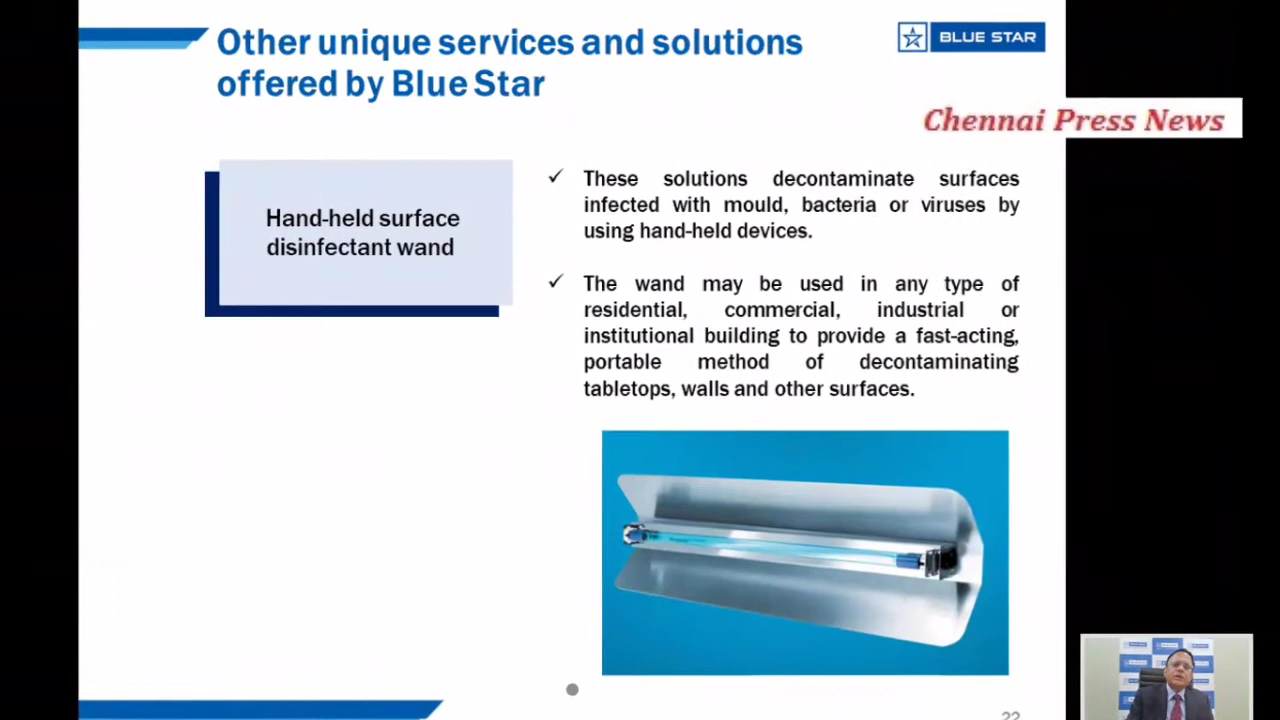 Other unique services and solutions
offered by Blue Star
BLUE STAR
Chennai Press News
Hand-held surface
disinfectant wand
✓ These solutions decontaminate surfaces
infected with mould, bacteria or viruses by
using hand-held devices.
✓ The wand may be used in any type of
residential, commercial, industrial or
institutional building to provide a fast-acting,
portable method of decontaminating
tabletops, walls and other surfaces.
22